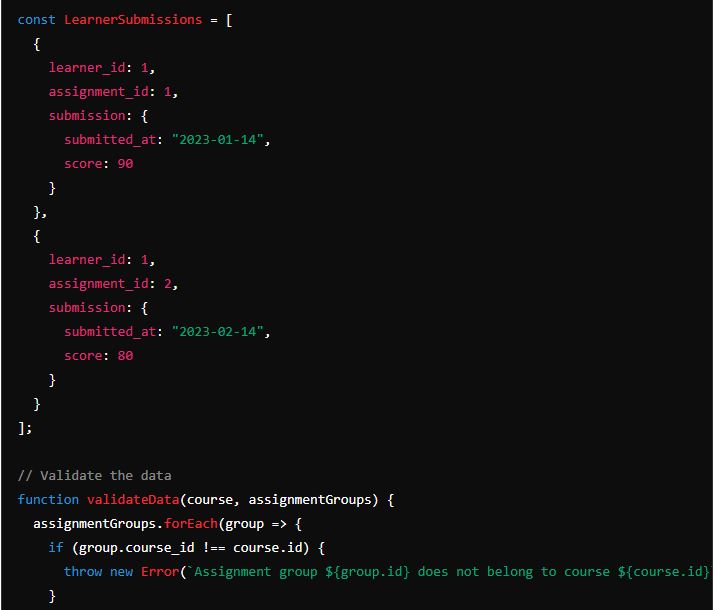 const LearnerSubmissions = [
  {
    learner_id: 1,
    assignment_id: 1,
    submission: {
      submitted_at: "2023-01-14",
      score: 90
    }
  },
  {
    learner_id: 1,
    assignment_id: 2,
    submission: {
      submitted_at: "2023-02-14",
      score: 80
    }
  }
];

// Validate the data
function validateData(course, assignmentGroups) {
  assignmentGroups.forEach(group => {
    if (group.course_id !== course.id) {
      throw new Error(`Assignment group ${group.id} does not belong to course ${course.id}
    }